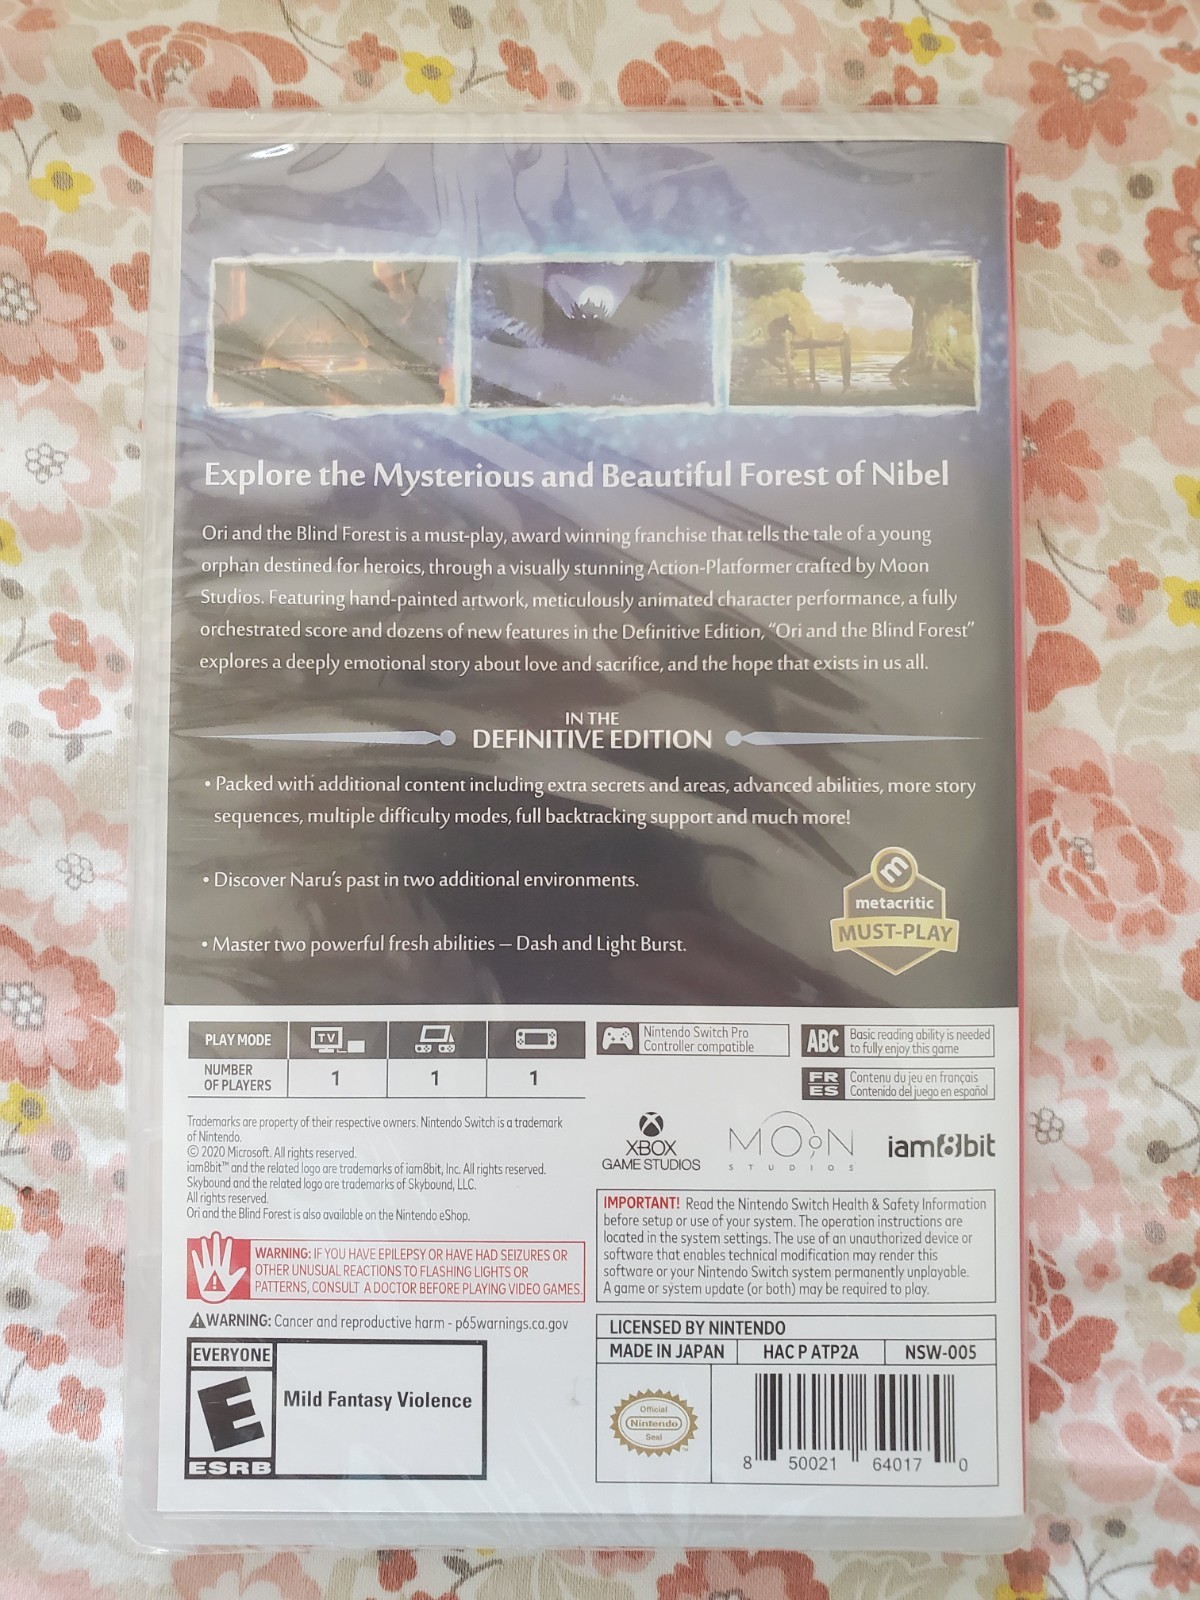 Explore the Mysterious and Beautiful Forest of Nibel
Ori and the Blind Forest is a must-play, award winning franchise that tells the tale of a young
orphan destined for heroics, through a visually stunning Action-Platformer crafted by Moon
Studios. Featuring hand-painted artwork, meticulously animated character performance, a fully
orchestrated score and dozens of new features in the Definitive Edition, “Ori and the Blind Forest”
explores a deeply emotional story about love and sacrifice, and the hope that exists in us all.
IN THE
DEFINITIVE EDITION
• Packed with additional content including extra secrets and areas, advanced abilities, more story
sequences, multiple difficulty modes, full backtracking support and much more!
• Discover Naru's past in two additional environments.
• Master two powerful fresh abilities – Dash and Light Burst.
m
metacritic
MUST-PLAY
PLAY MODE
TV
NUMBER
OF PLAYERS
1
1
1
Nintendo Switch Pro
Controller compatible
ABC
Basic reading ability is needed
to fully enjoy this game
FR
ES
Contenu du jeu en français
Contenido del juego en español
Trademarks are property of their respective owners. Nintendo Switch is a trademark
of Nintendo.
© 2020 Microsoft. All rights reserved.
iam8bit™ and the related logo are trademarks of iam8bit, Inc. All rights reserved.
Skybound and the related logo are trademarks of Skybound, LLC.
All rights reserved.
Ori and the Blind Forest is also available on the Nintendo eShop.
XBOX
GAME STUDIOS
MOON
STUDIOS
iam8bit
WARNING: IF YOU HAVE EPILEPSY OR HAVE HAD SEIZURES OR
OTHER UNUSUAL REACTIONS TO FLASHING LIGHTS OR
PATTERNS, CONSULT A DOCTOR BEFORE PLAYING VIDEO GAMES.
WARNING: Cancer and reproductive harm - p65warnings.ca.gov
IMPORTANT! Read the Nintendo Switch Health & Safety Information
before setup or use of your system. The operation instructions are
located in the system settings. The use of an unauthorized device or
software that enables technical modification may render this
software or your Nintendo Switch system permanently unplayable.
A game or system update (or both) may be required to play.
EVERYONE
E
ESRB
Mild Fantasy Violence
LICENSED BY NINTENDO
MADE IN JAPAN
HAC P ATP2A
NSW-005
Official
Nintendo
Seal
8 50021 64017 0